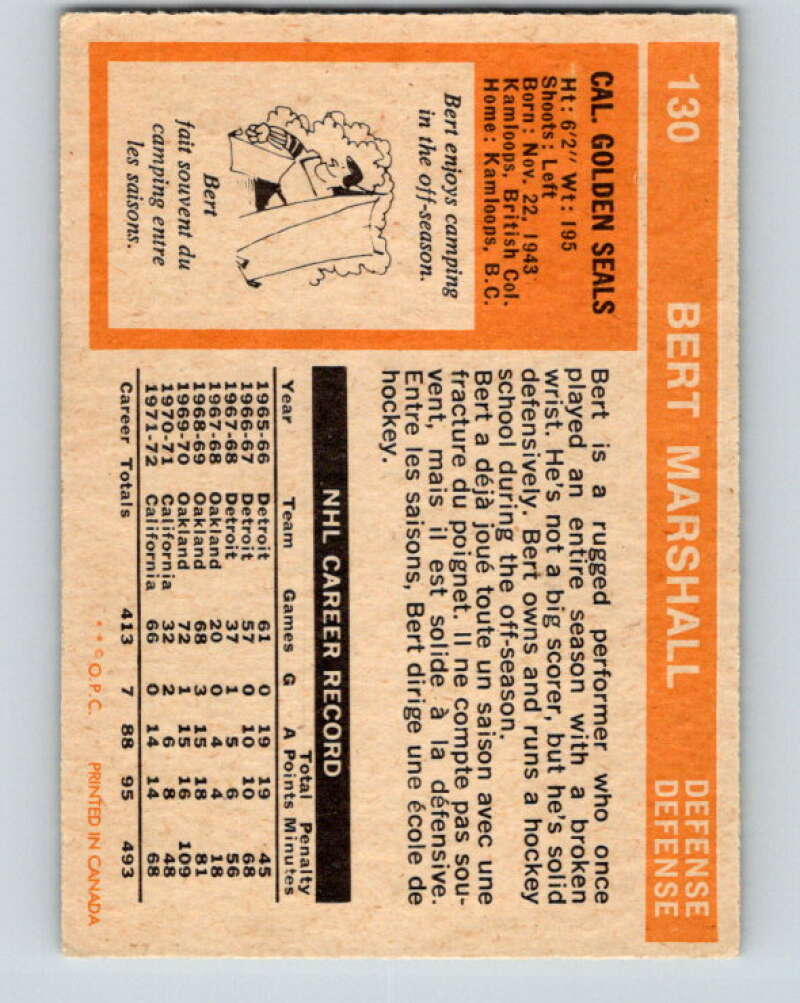 130 BERT MARSHALL DEFENSE
DEFENSE
CAL. GOLDEN SEALS
Ht: 6'2" Wt: 195
Shoots: Left
Born: Nov. 22, 1943
Kamloops, British Col.
Home: Kamloops, B.C.
Bert enjoys camping
in the off-season.
Bert
fait souvent du
camping entre
les saisons.
Bert is a rugged performer who once
played an entire season with a broken
wrist. He's not a big scorer, but he's solid
defensively. Bert owns and runs a hockey
school during the off-season.
Bert a déjà joué toute un saison avec une
fracture du poignet. Il ne compte pas sou-
vent, mais il est solide à la défensive.
Entre les saisons, Bert dirige une école de
hockey.
NHL CAREER RECORD
Total Penalty
Year Team Games G A Points Minutes
1965-66 Detroit 61 0 19 19 45
1966-67 Detroit 57 0 10 10 68
1967-68 Detroit 37 1 5 6 56
1967-68 Oakland 20 0 4 4 18
1968-69 Oakland 68 3 15 18 81
1969-70 Oakland 72 1 15 16 109
1970-71 California 32 2 6 8 48
1971-72 California 66 0 14 14 68
Career Totals 413 7 88 95 493
* * © O.P.C. PRINTED IN CANADA